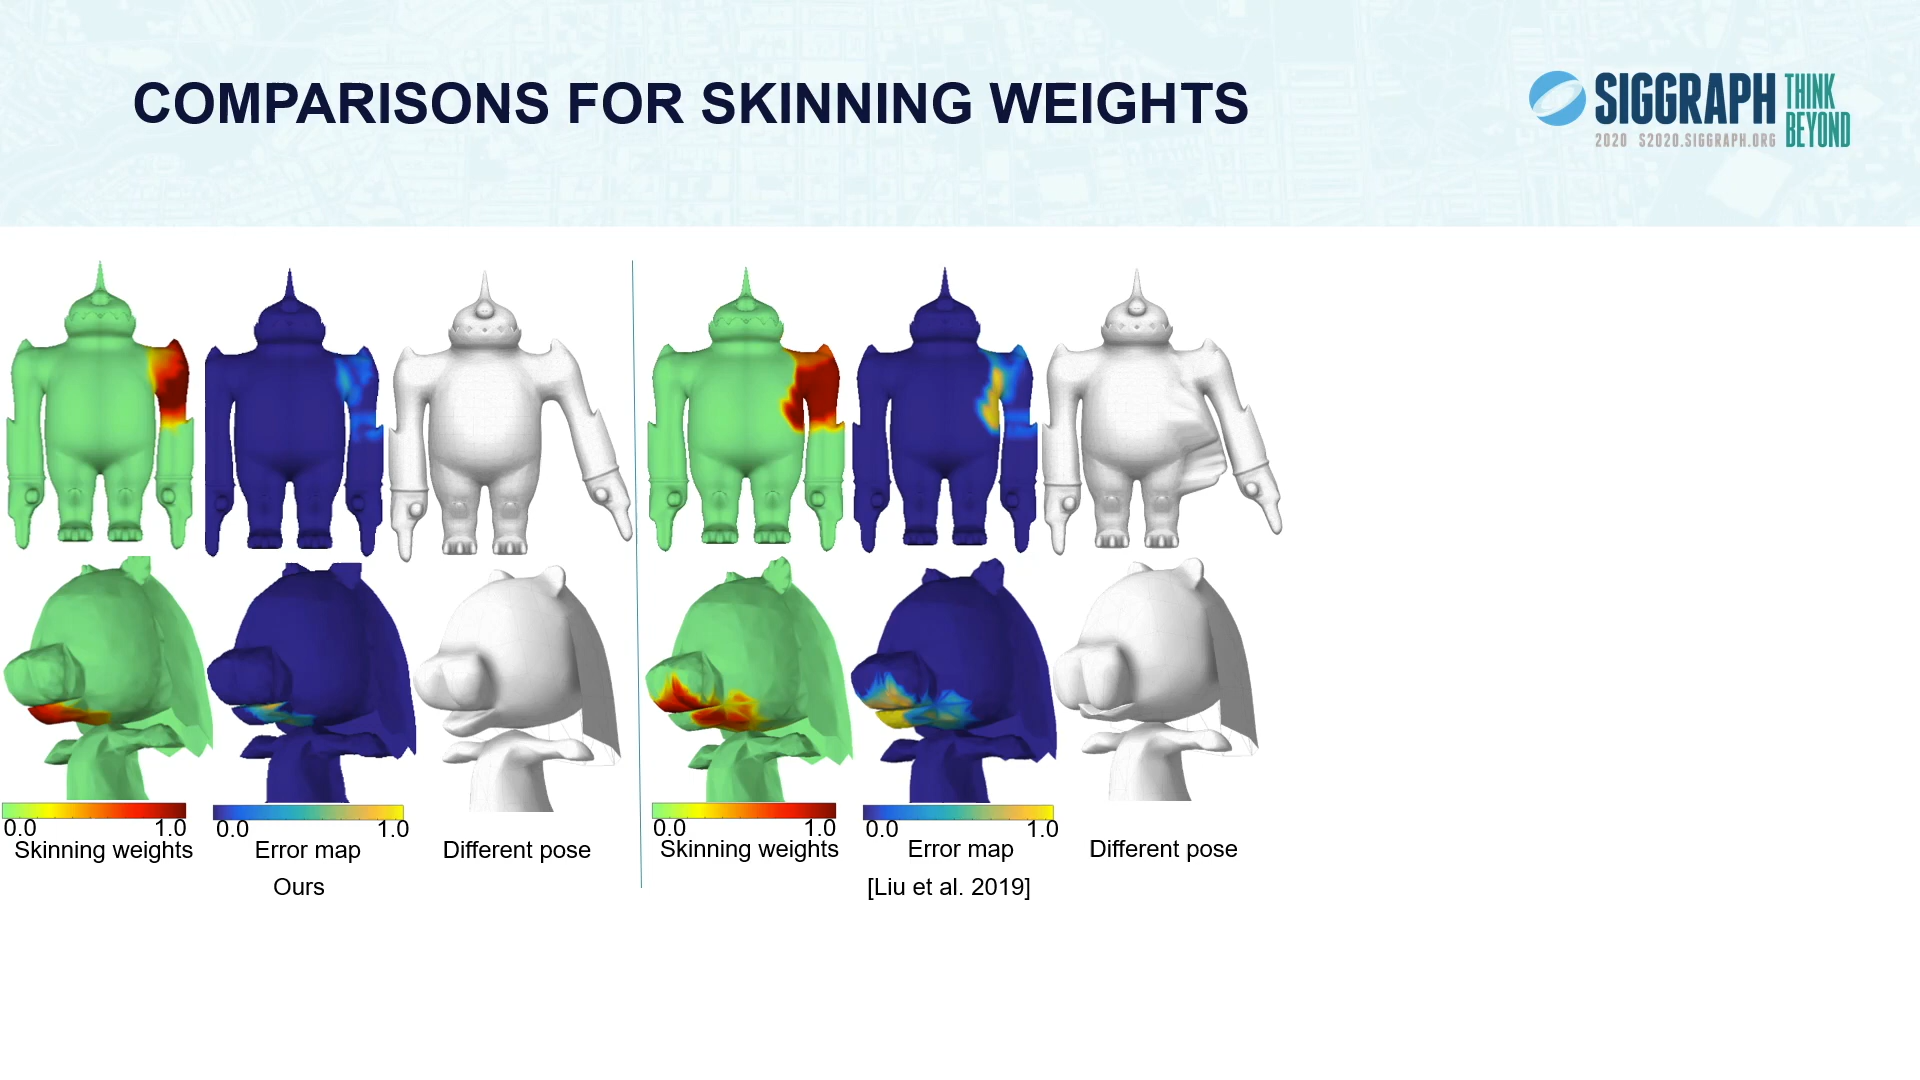 COMPARISONS FOR SKINNING WEIGHTS
SIGGRAPH
THINK
BEYOND
2020 S2020.SIGGRAPH.ORG
0.0 1.0
Skinning weights
0.0 1.0
Error map
Different pose
Ours
0.0 1.0
Skinning weights
0.0 1.0
Error map
Different pose
[Liu et al. 2019]